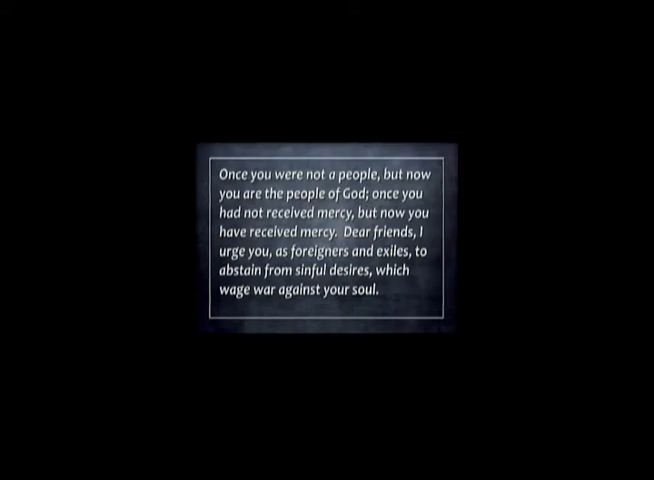 Once you were not a people, but now
you are the people of God; once you
had not received mercy, but now you
have received mercy.  Dear friends, I
urge you, as foreigners and exiles, to
abstain from sinful desires, which
wage war against your soul.